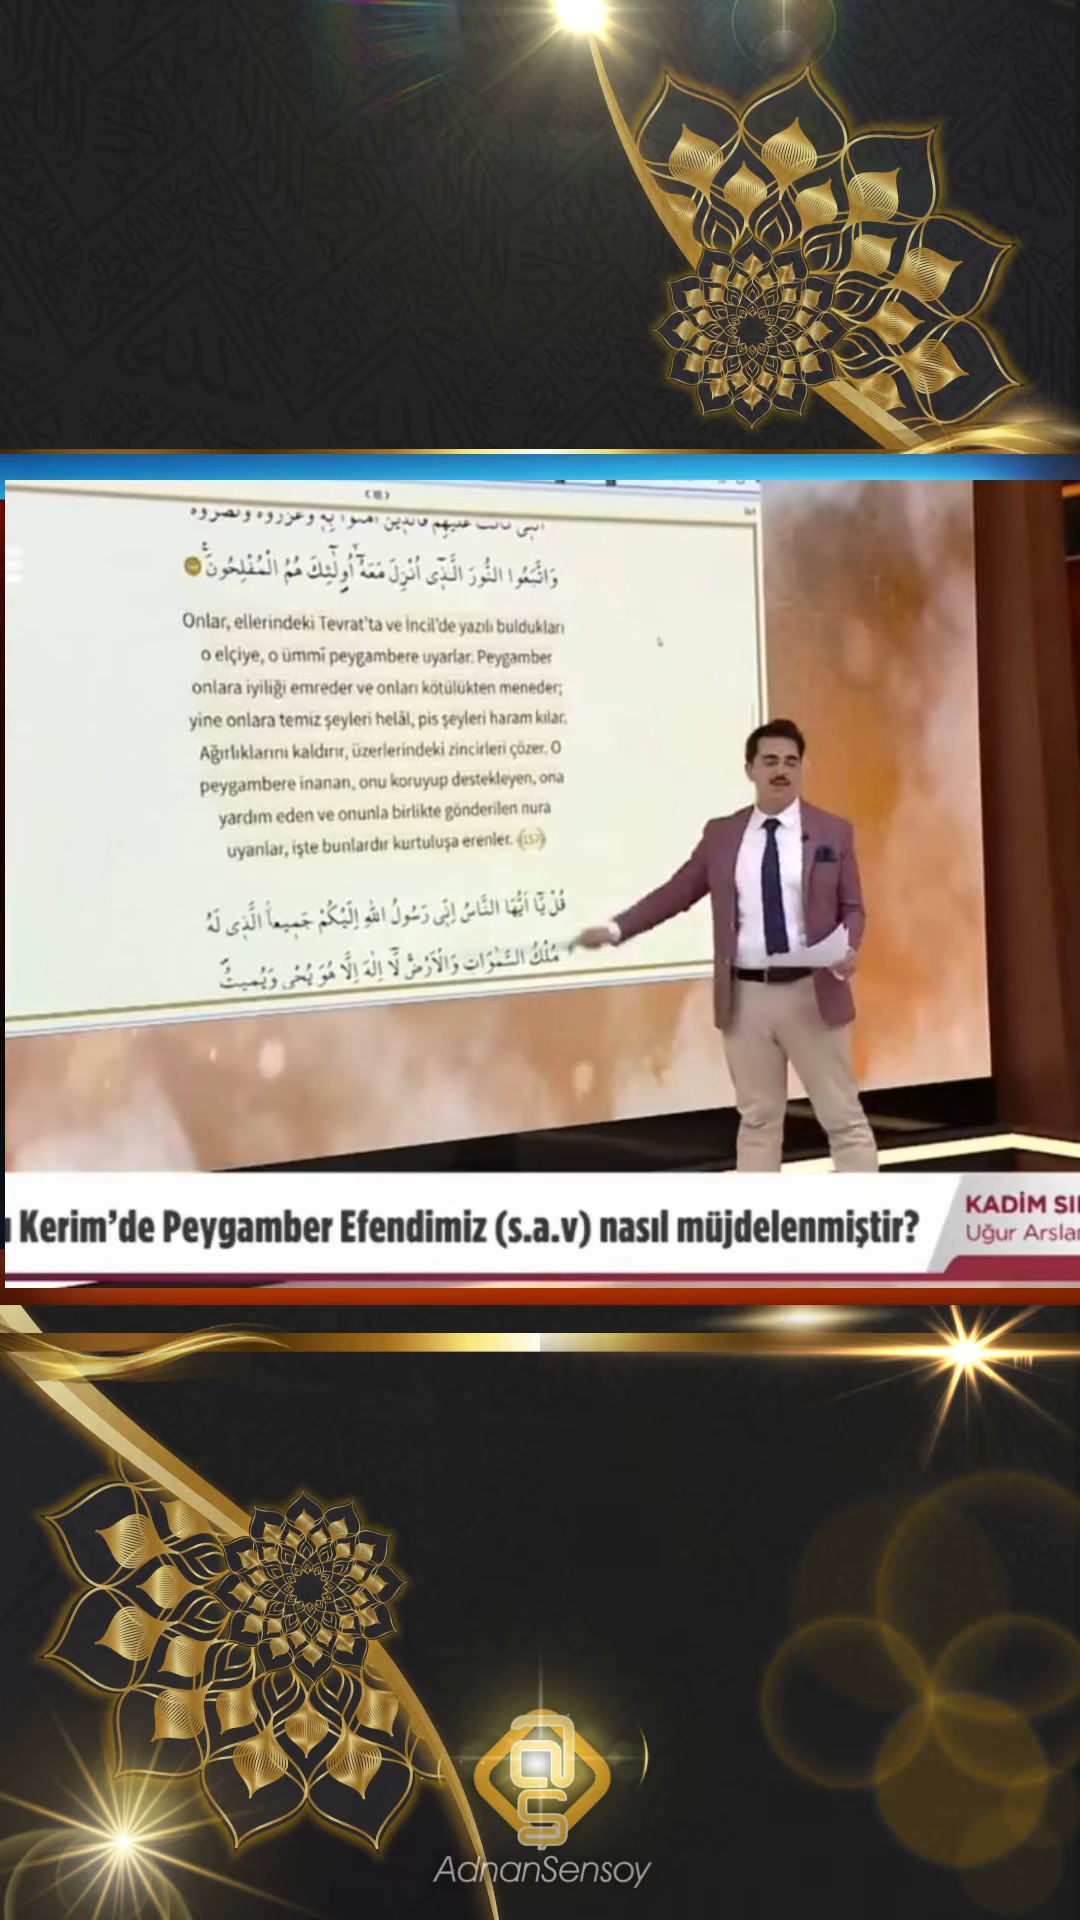 وَاتَّبَعُوا النُّورَ الَّذ۪ٓي اُنْزِلَ مَعَهُٓ اُو۬لٰٓئِكَ هُمُ الْمُفْلِحُونَ۟
Onlar, ellerindeki Tevrat'ta ve İncil'de yazılı buldukları
o elçiye, o ümmî peygambere uyarlar. Peygamber
onlara iyiliği emreder ve onları kötülükten meneder;
yine onlara temiz şeyleri helâl, pis şeyleri haram kılar.
Ağırlıklarını kaldırır, üzerlerindeki zincirleri çözer. O
peygambere inanan, onu koruyup destekleyen, ona
yardım eden ve onunla birlikte gönderilen nura
uyanlar, işte bunlardır kurtuluşa erenler. (157)
قُلْ يَٓا اَيُّهَا النَّاسُ اِنّ۪ي رَسُولُ اللّٰهِ اِلَيْكُمْ جَم۪يعاًۨ الَّذ۪ي لَهُ
مُلْكُ السَّمٰوَاتِ وَالْاَرْضِۚ لَٓا اِلٰهَ اِلَّا هُوَ يُحْي۪ وَيُم۪يتُۖ
Kerim'de Peygamber Efendimiz (s.a.v) nasıl müjdelenmiştir?
KADİM
Uğur
AdnanSensoy